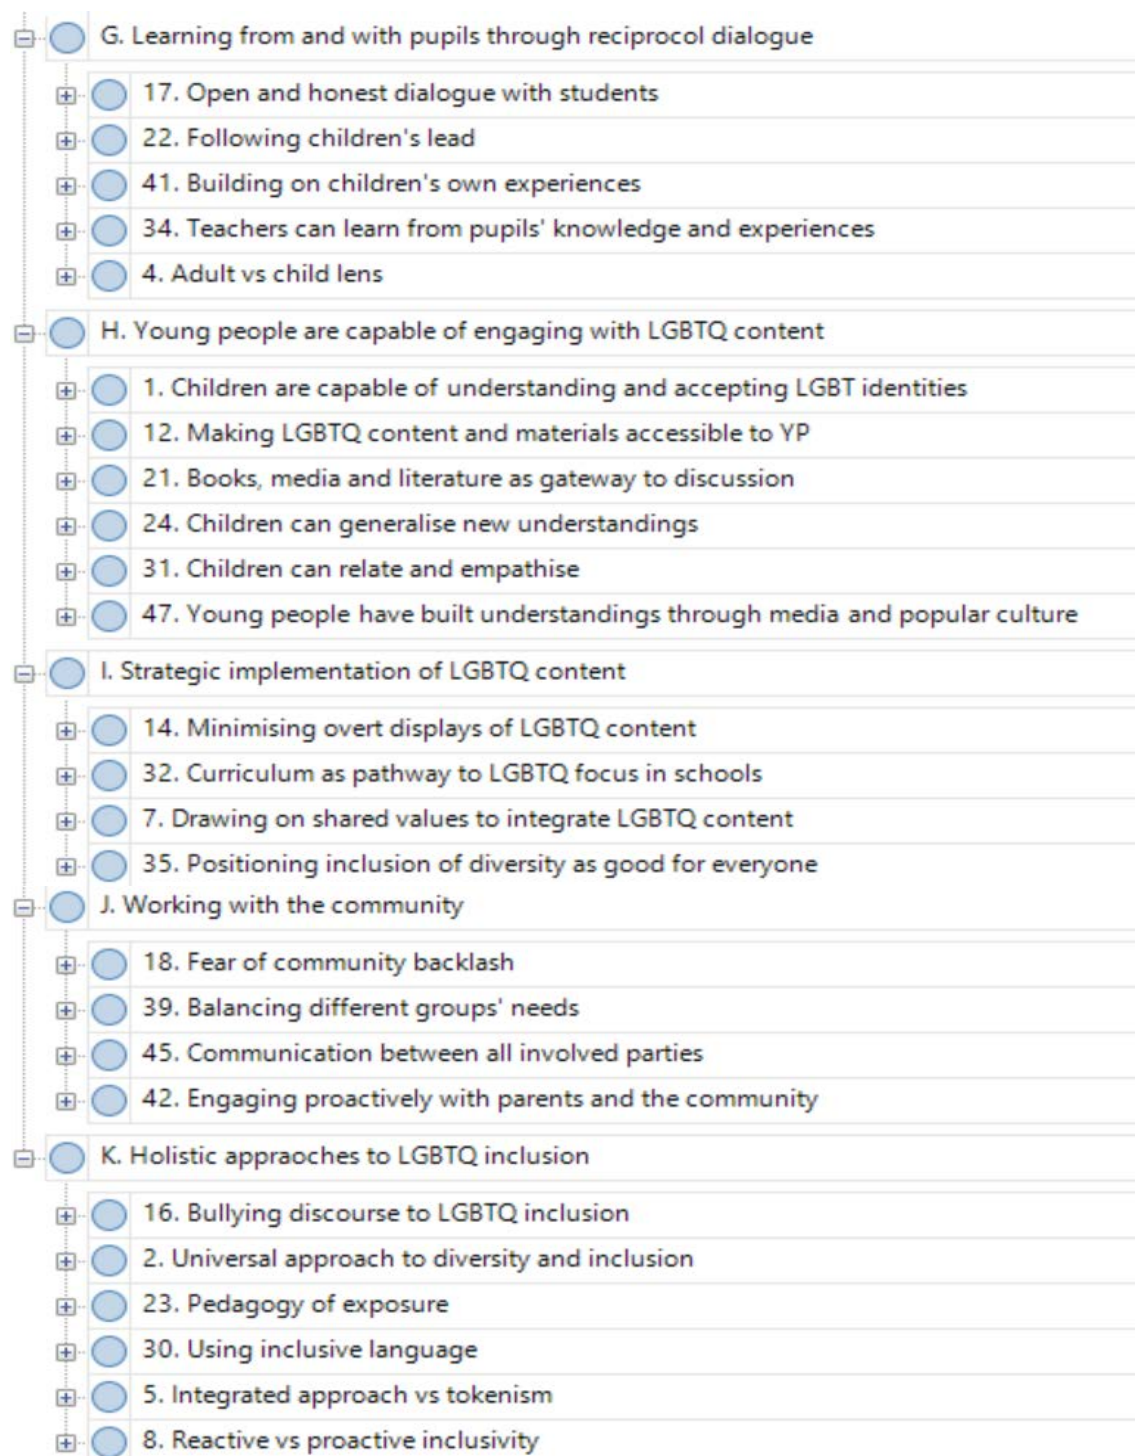 G. Learning from and with pupils through reciprocol dialogue
17. Open and honest dialogue with students
22. Following children's lead
41. Building on children's own experiences
34. Teachers can learn from pupils' knowledge and experiences
4. Adult vs child lens
H. Young people are capable of engaging with LGBTQ content
1. Children are capable of understanding and accepting LGBT identities
12. Making LGBTQ content and materials accessible to YP
21. Books, media and literature as gateway to discussion
24. Children can generalise new understandings
31. Children can relate and empathise
47. Young people have built understandings through media and popular culture
I. Strategic implementation of LGBTQ content
14. Minimising overt displays of LGBTQ content
32. Curriculum as pathway to LGBTQ focus in schools
7. Drawing on shared values to integrate LGBTQ content
35. Positioning inclusion of diversity as good for everyone
J. Working with the community
18. Fear of community backlash
39. Balancing different groups' needs
45. Communication between all involved parties
42. Engaging proactively with parents and the community
K. Holistic appraoches to LGBTQ inclusion
16. Bullying discourse to LGBTQ inclusion
2. Universal approach to diversity and inclusion
23. Pedagogy of exposure
30. Using inclusive language
5. Integrated approach vs tokenism
8. Reactive vs proactive inclusivity